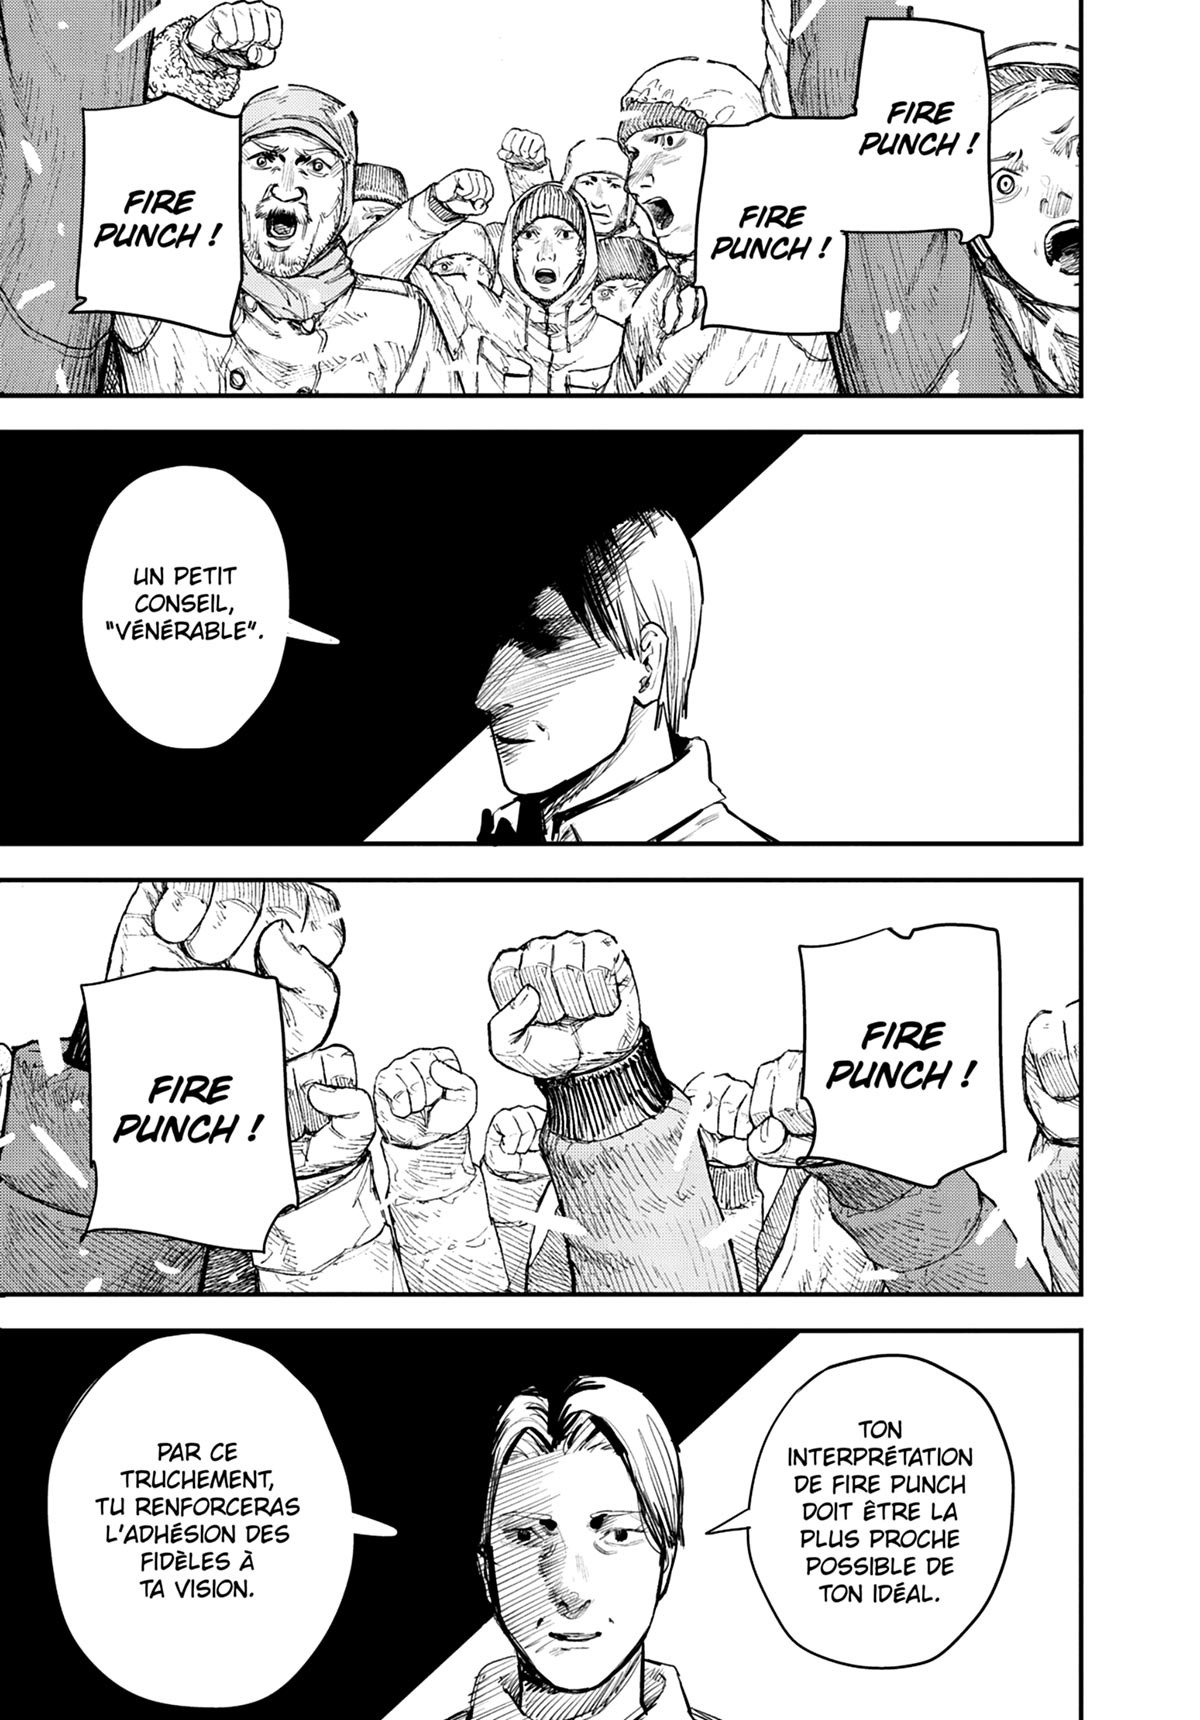 FIRE
PUNCH !
FIRE
PUNCH !
FIRE
PUNCH !
UN PETIT
CONSEIL,
"VÉNÉRABLE".
FIRE
PUNCH !
FIRE
PUNCH !
TON
INTERPRÉTATION
DE FIRE PUNCH
DOIT ÊTRE LA
PLUS PROCHE
POSSIBLE DE
TON IDÉAL.
PAR CE
TRUCHEMENT,
TU RENFORCERAS
L'ADHÉSION DES
FIDÈLES À
TA VISION.